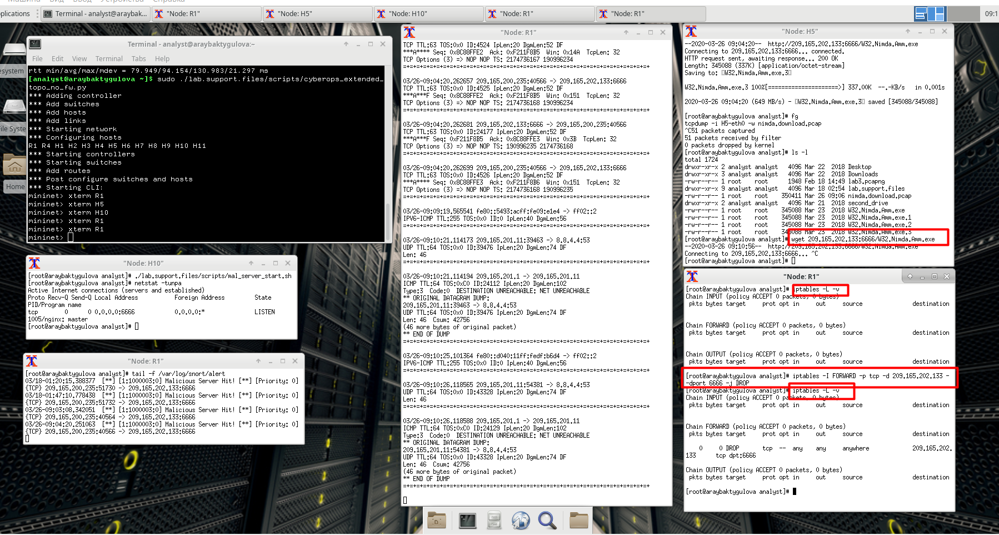 Машина Вид Ввод Устройства Справка
plications
Terminal - analyst@araybak...
"Node: R1"
"Node: H5"
"Node: H10"
"Node: R1"
"Node: R1"
09:1
esystem
File Syste
Home
Terminal - analyst@araybaktygulova:~
File Edit View Terminal Tabs Help
rtt min/avg/max/mdev = 79.949/94.154/130.983/21.297 ms
[analyst@araybaktygulova ~]$ sudo ./lab.support.files/scripts/cyberops_extended_
topo_no_fw.py
*** Adding controller
*** Add switches
*** Add hosts
*** Add links
*** Starting network
*** Configuring hosts
R1 R4 H1 H2 H3 H4 H5 H6 H7 H8 H9 H10 H11
*** Starting controllers
*** Starting switches
*** Add routes
*** Post configure switches and hosts
*** Starting CLI:
mininet> xterm R1
mininet> xterm H5
mininet> xterm H10
mininet> xterm R1
mininet> xterm R1
mininet>
"Node: H10"
[root@araybaktygulova analyst]# ./lab.support.files/scripts/mal_server_start.sh
[root@araybaktygulova analyst]# netstat -tunpa
Active Internet connections (servers and established)
Proto Recv-Q Send-Q Local Address Foreign Address State
PID/Program name
tcp 0 0 0.0.0.0:6666 0.0.0.0:* LISTEN
1005/nginx: master
[root@araybaktygulova analyst]#
"Node: R1"
[root@araybaktygulova analyst]# tail -f /var/log/snort/alert
03/18-01:20:15.388377 [**] [1:1000003:0] Malicious Server Hit! [**] [Priority: 0]
{TCP} 209.165.200.235:51730 -> 209.165.202.133:6666
03/18-01:47:10.778438 [**] [1:1000003:0] Malicious Server Hit! [**] [Priority: 0]
{TCP} 209.165.200.235:51732 -> 209.165.202.133:6666
03/26-09:03:08.342051 [**] [1:1000003:0] Malicious Server Hit! [**] [Priority: 0]
{TCP} 209.165.200.235:40564 -> 209.165.202.133:6666
03/26-09:04:20.251063 [**] [1:1000003:0] Malicious Server Hit! [**] [Priority: 0]
{TCP} 209.165.200.235:40566 -> 209.165.202.133:6666
"Node: R1"
TCP TTL:63 TOS:0x0 ID:4524 IpLen:20 DgmLen:52 DF
***A**** Seq: 0x8C88FFE2 Ack: 0xF211F8B5 Win: 0x14A TcpLen: 32
TCP Options (3) => NOP NOP TS: 2174736167 190996234
=+=+=+=+=+=+=+=+=+=+=+=+=+=+=+=+=+=+=+=+=+=+=+=+=+=+=+=+=+=+=+=+=+=+=+=+=+
03/26-09:04:20.262657 209.165.200.235:40566 -> 209.165.202.133:6666
TCP TTL:63 TOS:0x0 ID:4525 IpLen:20 DgmLen:52 DF
***A***F Seq: 0x8C88FFE2 Ack: 0xF211F8B5 Win: 0x151 TcpLen: 32
TCP Options (3) => NOP NOP TS: 2174736168 190996234
=+=+=+=+=+=+=+=+=+=+=+=+=+=+=+=+=+=+=+=+=+=+=+=+=+=+=+=+=+=+=+=+=+=+=+=+=+
03/26-09:04:20.262681 209.165.202.133:6666 -> 209.165.200.235:40566
TCP TTL:63 TOS:0x0 ID:24177 IpLen:20 DgmLen:52 DF
***A***F Seq: 0xF211F8B5 Ack: 0x8C88FFE3 Win: 0x3B TcpLen: 32
TCP Options (3) => NOP NOP TS: 190996235 2174736168
=+=+=+=+=+=+=+=+=+=+=+=+=+=+=+=+=+=+=+=+=+=+=+=+=+=+=+=+=+=+=+=+=+=+=+=+=+
03/26-09:04:20.262699 209.165.200.235:40566 -> 209.165.202.133:6666
TCP TTL:63 TOS:0x0 ID:4526 IpLen:20 DgmLen:52 DF
***A**** Seq: 0x8C88FFE3 Ack: 0xF211F8B6 Win: 0x151 TcpLen: 32
TCP Options (3) => NOP NOP TS: 2174736168 190996235
=+=+=+=+=+=+=+=+=+=+=+=+=+=+=+=+=+=+=+=+=+=+=+=+=+=+=+=+=+=+=+=+=+=+=+=+=+
03/26-09:09:19.565541 fe80::5493:acff:fe09:e1e4 -> ff02::2
IPV6-ICMP TTL:255 TOS:0x0 ID:0 IpLen:40 DgmLen:56
=+=+=+=+=+=+=+=+=+=+=+=+=+=+=+=+=+=+=+=+=+=+=+=+=+=+=+=+=+=+=+=+=+=+=+=+=+
03/26-09:10:21.114173 209.165.201.11:39463 -> 8.8.4.4:53
UDP TTL:64 TOS:0x0 ID:39476 IpLen:20 DgmLen:74 DF
Len: 46
=+=+=+=+=+=+=+=+=+=+=+=+=+=+=+=+=+=+=+=+=+=+=+=+=+=+=+=+=+=+=+=+=+=+=+=+=+
03/26-09:10:21.114194 209.165.201.1 -> 209.165.201.11
ICMP TTL:64 TOS:0xC0 ID:24112 IpLen:20 DgmLen:102
Type:3 Code:0 DESTINATION UNREACHABLE: NET UNREACHABLE
** ORIGINAL DATAGRAM DUMP:
209.165.201.11:39463 -> 8.8.4.4:53
UDP TTL:64 TOS:0x0 ID:39476 IpLen:20 DgmLen:74 DF
Len: 46 Csum: 42756
(46 more bytes of original packet)
** END OF DUMP
=+=+=+=+=+=+=+=+=+=+=+=+=+=+=+=+=+=+=+=+=+=+=+=+=+=+=+=+=+=+=+=+=+=+=+=+=+
03/26-09:10:25.101364 fe80::d040:11ff:fedf:b6d4 -> ff02::2
IPV6-ICMP TTL:255 TOS:0x0 ID:0 IpLen:40 DgmLen:56
=+=+=+=+=+=+=+=+=+=+=+=+=+=+=+=+=+=+=+=+=+=+=+=+=+=+=+=+=+=+=+=+=+=+=+=+=+
03/26-09:10:26.118565 209.165.201.11:54381 -> 8.8.4.4:53
UDP TTL:64 TOS:0x0 ID:43328 IpLen:20 DgmLen:74 DF
Len: 46
=+=+=+=+=+=+=+=+=+=+=+=+=+=+=+=+=+=+=+=+=+=+=+=+=+=+=+=+=+=+=+=+=+=+=+=+=+
03/26-09:10:26.118588 209.165.201.1 -> 209.165.201.11
ICMP TTL:64 TOS:0xC0 ID:24129 IpLen:20 DgmLen:102
Type:3 Code:0 DESTINATION UNREACHABLE: NET UNREACHABLE
** ORIGINAL DATAGRAM DUMP:
209.165.201.11:54381 -> 8.8.4.4:53
UDP TTL:64 TOS:0x0 ID:43328 IpLen:20 DgmLen:74 DF
Len: 46 Csum: 42756
(46 more bytes of original packet)
** END OF DUMP
=+=+=+=+=+=+=+=+=+=+=+=+=+=+=+=+=+=+=+=+=+=+=+=+=+=+=+=+=+=+=+=+=+=+=+=+=+
"Node: H5"
--2020-03-26 09:04:20-- http://209.165.202.133:6666/W32.Nimda.Amm.exe
Connecting to 209.165.202.133:6666... connected.
HTTP request sent, awaiting response... 200 OK
Length: 345088 (337K) [application/octet-stream]
Saving to: W32.Nimda.Amm.exe.3
W32.Nimda.Amm.exe.3 100%[=====================>] 337.00K --.-KB/s in 0.001s
2020-03-26 09:04:20 (649 MB/s) - W32.Nimda.Amm.exe.3 saved [345088/345088]
[root@araybaktygulova analyst]# fg
tcpdump -i H5-eth0 -w nimda.download.pcap
^C51 packets captured
51 packets received by filter
0 packets dropped by kernel
[root@araybaktygulova analyst]# ls -l
total 1724
drwxr-xr-x 2 analyst analyst 4096 Mar 22 2018 Desktop
drwxr-xr-x 3 analyst analyst 4096 Mar 22 2018 Downloads
-rw-r--r-- 1 root root 1948 Feb 18 14:49 lab3.pcapng
drwxr-xr-x 9 analyst analyst 4096 Mar 18 02:54 lab.support.files
-rw-r--r-- 1 root root 350411 Mar 26 09:06 nimda.download.pcap
drwxr-xr-x 2 analyst analyst 4096 Mar 21 2018 second_drive
-rw-r--r-- 1 root root 345088 Mar 23 2018 W32.Nimda.Amm.exe
-rw-r--r-- 1 root root 345088 Mar 23 2018 W32.Nimda.Amm.exe.1
-rw-r--r-- 1 root root 345088 Mar 23 2018 W32.Nimda.Amm.exe.2
-rw-r--r-- 1 root root 345088 Mar 23 2018 W32.Nimda.Amm.exe.3
[root@araybaktygulova analyst]# wget 209.165.202.133:6666/W32.Nimda.Amm.exe
--2020-03-26 09:10:56-- http://209.165.202.133:6666/W32.Nimda.Amm.exe
Connecting to 209.165.202.133:6666... ^C
[root@araybaktygulova analyst]#
"Node: R1"
[root@araybaktygulova analyst]# iptables -L -v
Chain INPUT (policy ACCEPT 0 packets, 0 bytes)
pkts bytes target prot opt in out source destination
Chain FORWARD (policy ACCEPT 0 packets, 0 bytes)
pkts bytes target prot opt in out source destination
Chain OUTPUT (policy ACCEPT 0 packets, 0 bytes)
pkts bytes target prot opt in out source destination
[root@araybaktygulova analyst]# iptables -I FORWARD -p tcp -d 209.165.202.133 -
-dport 6666 -j DROP
[root@araybaktygulova analyst]# iptables -L -v
Chain INPUT (policy ACCEPT 0 packets, 0 bytes)
pkts bytes target prot opt in out source destination
Chain FORWARD (policy ACCEPT 0 packets, 0 bytes)
pkts bytes target prot opt in out source destination
0 0 DROP tcp -- any any anywhere 209.165.202.
133 tcp dpt:6666
Chain OUTPUT (policy ACCEPT 0 packets, 0 bytes)
pkts bytes target prot opt in out source destination
[root@araybaktygulova analyst]#